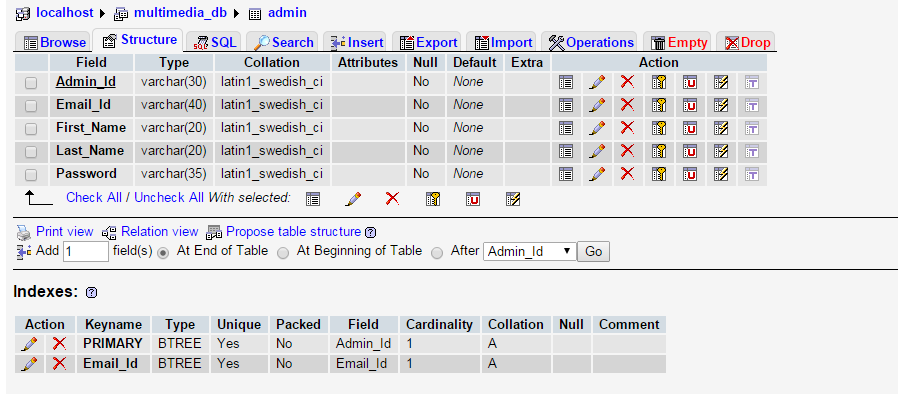 localhost multimedia_db admin
Browse Structure SQL Search Insert Export Import Operations Empty Drop
Field Type Collation Attributes Null Default Extra Action
Admin_Id varchar(30) latin1_swedish_ci No None
Email_Id varchar(40) latin1_swedish_ci No None
First_Name varchar(20) latin1_swedish_ci No None
Last_Name varchar(20) latin1_swedish_ci No None
Password varchar(35) latin1_swedish_ci No None
Check All / Uncheck All With selected:
Print view Relation view Propose table structure
Add 1 field(s) At End of Table At Beginning of Table After Admin_Id Go
Indexes:
Action Keyname Type Unique Packed Field Cardinality Collation Null Comment
PRIMARY BTREE Yes No Admin_Id 1 A
Email_Id BTREE Yes No Email_Id 1 A